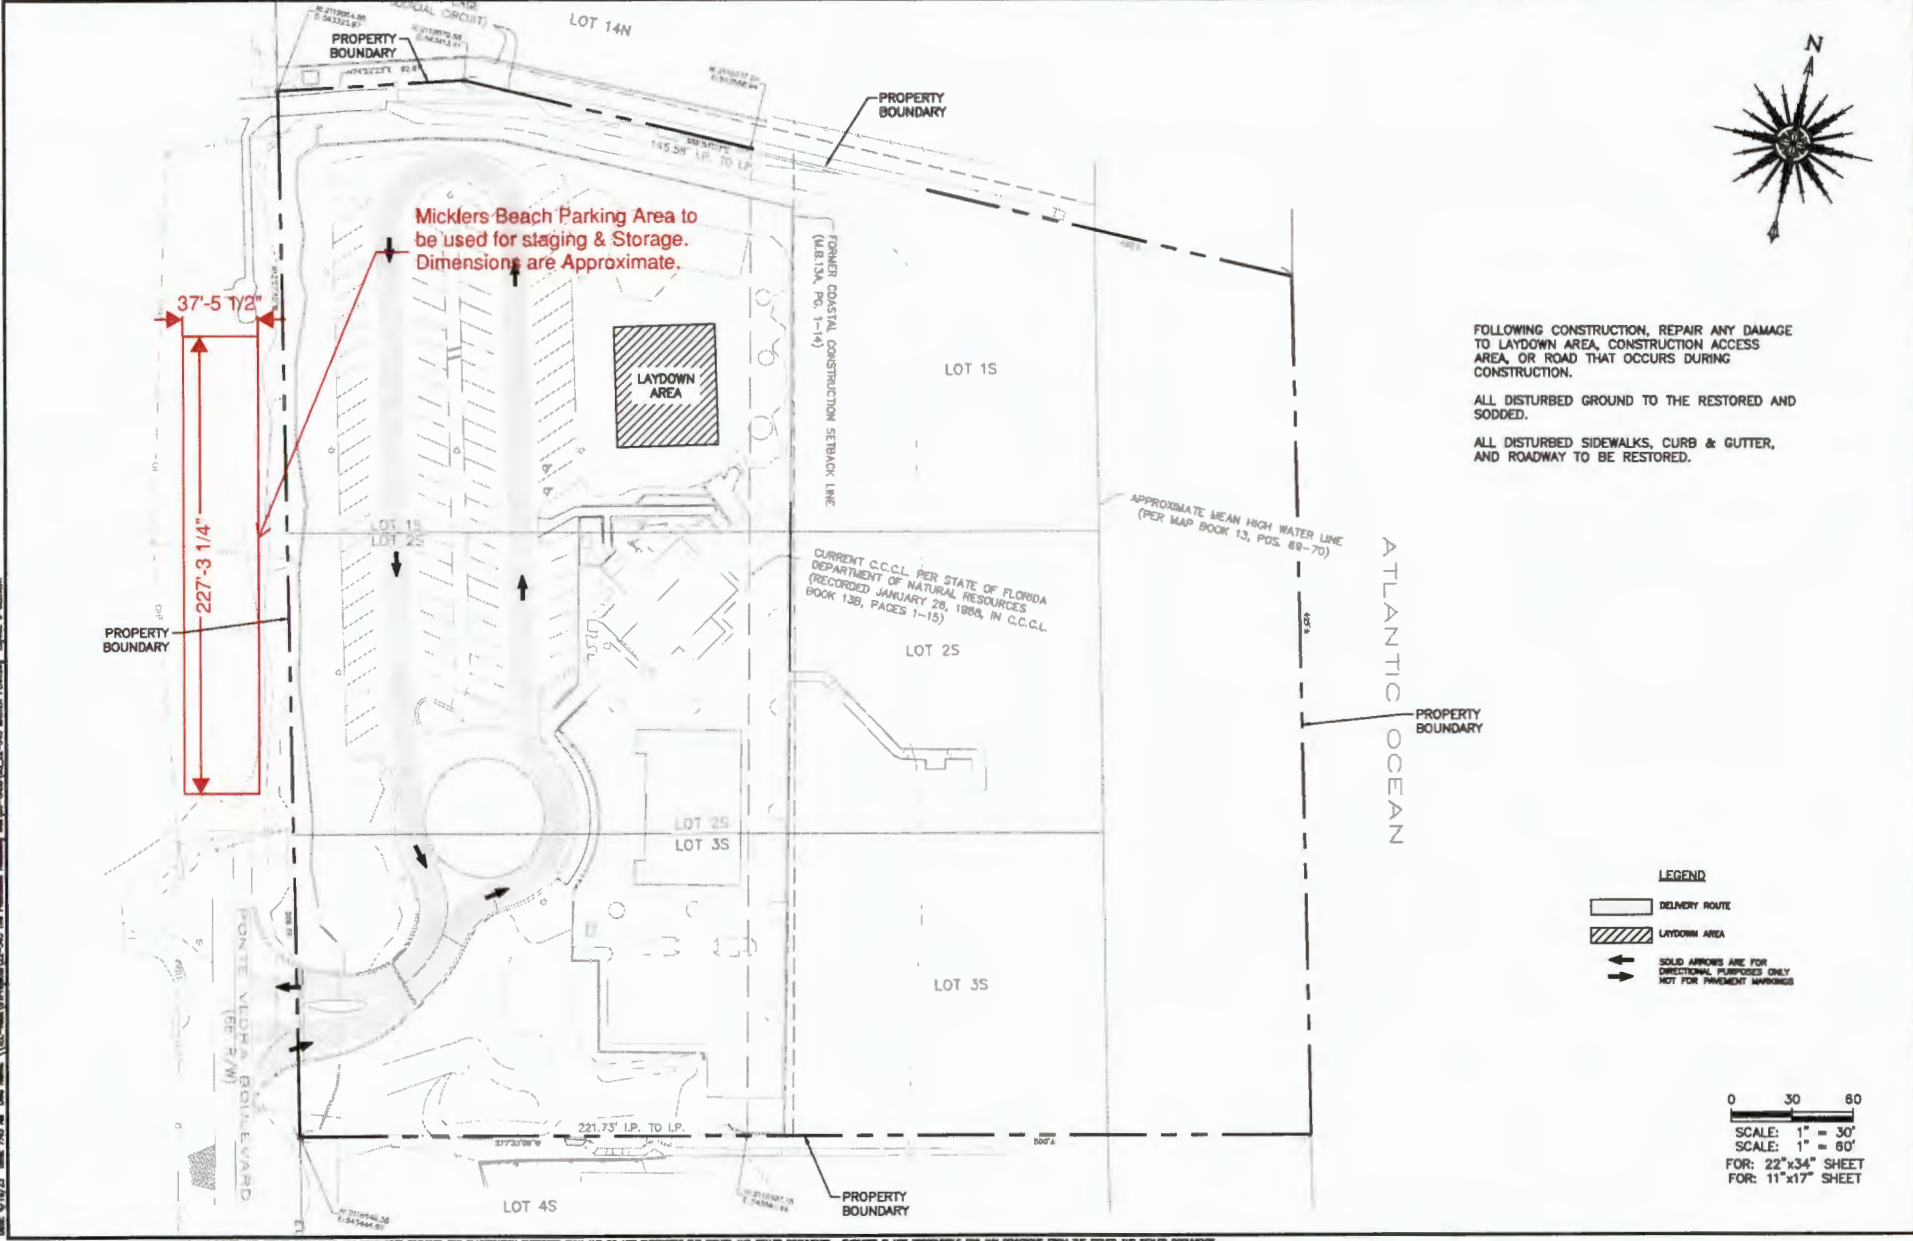 LOT 14N
PROPERTY
BOUNDARY
PROPERTY
BOUNDARY
145.58' I.P. TO I.P.
N
Micklers Beach Parking Area to
be used for staging & Storage.
Dimensions are Approximate.
37'-5 1/2"
227'-3 1/4"
FORMER COASTAL CONSTRUCTION SETBACK LINE
(M.B.13A, PG. 1-14)
LAYDOWN
AREA
LOT 1S
FOLLOWING CONSTRUCTION, REPAIR ANY DAMAGE
TO LAYDOWN AREA, CONSTRUCTION ACCESS
AREA, OR ROAD THAT OCCURS DURING
CONSTRUCTION.
ALL DISTURBED GROUND TO THE RESTORED AND
SODDED.
ALL DISTURBED SIDEWALKS, CURB & GUTTER,
AND ROADWAY TO BE RESTORED.
APPROXIMATE MEAN HIGH WATER LINE
(PER MAP BOOK 13, PGS. 69-70)
LOT 1S
LOT 2S
CURRENT C.C.C.L. PER STATE OF FLORIDA
DEPARTMENT OF NATURAL RESOURCES
(RECORDED JANUARY 28, 1988, IN C.C.C.L.
BOOK 13B, PAGES 1-15)
PROPERTY
BOUNDARY
LOT 2S
ATLANTIC OCEAN
PROPERTY
BOUNDARY
LOT 2S
LOT 3S
LEGEND
DELIVERY ROUTE
LAYDOWN AREA
SOLID ARROWS ARE FOR
DIRECTIONAL PURPOSES ONLY
NOT FOR PAVEMENT MARKINGS
PONTE VEDRA BOULEVARD
(66' R/W)
LOT 3S
221.73' I.P. TO I.P.
0 30 60
SCALE: 1" = 30'
SCALE: 1" = 60'
FOR: 22"x34" SHEET
FOR: 11"x17" SHEET
LOT 4S
PROPERTY
BOUNDARY